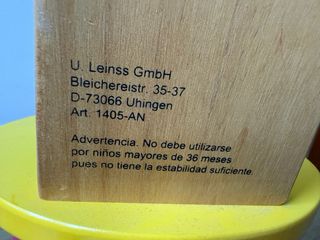 U. Leinss GmbH
Bleichereistr. 35-37
D-73066 Uhingen
Art. 1405-AN
Advertencia. No debe utilizarse
por niños mayores de 36 meses
pues no tiene la estabilidad suficiente.